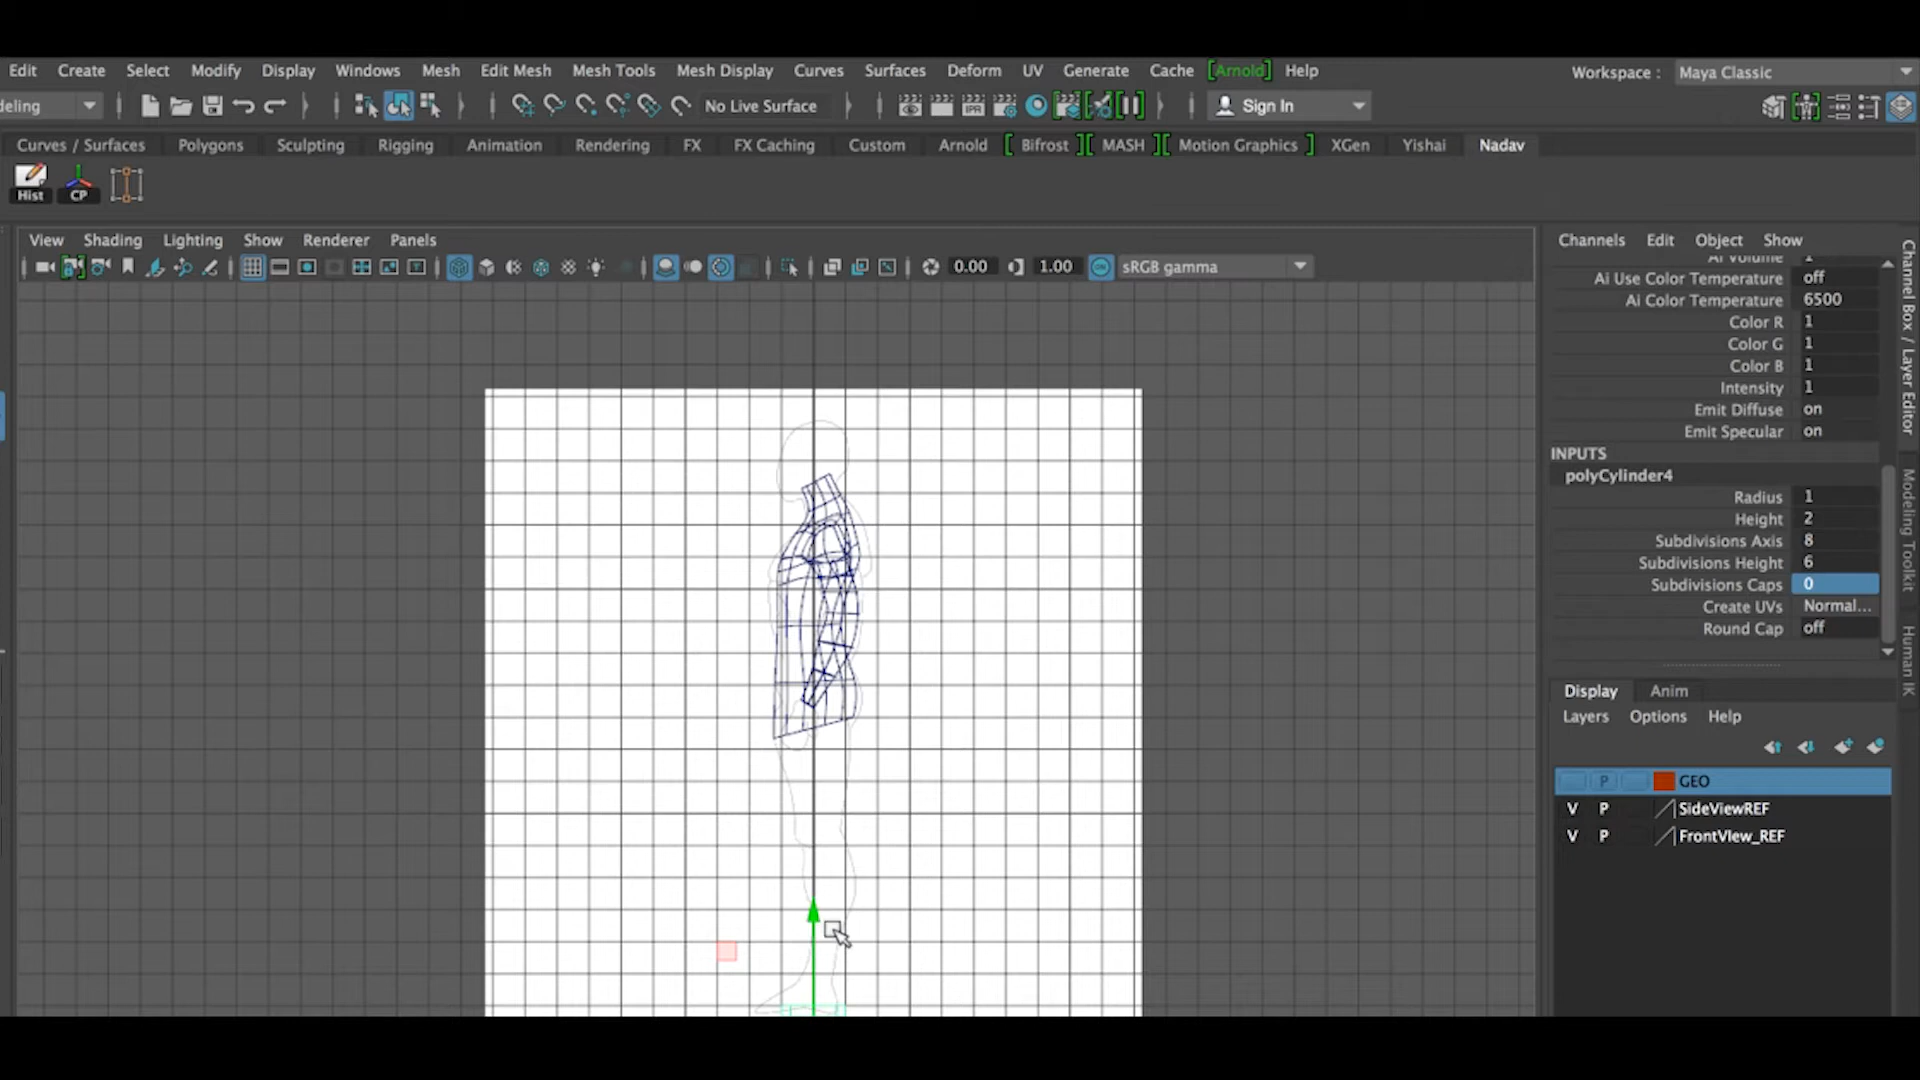 Edit Create Select Modify Display Windows Mesh Edit Mesh Mesh Tools Mesh Display Curves Surfaces Deform UV Generate Cache [Arnold] Help Workspace : Maya Classic
deling No Live Surface IPR Sign In
Curves / Surfaces Polygons Sculpting Rigging Animation Rendering FX FX Caching Custom Arnold [ Bifrost ] [ MASH ] [ Motion Graphics ] XGen Yishai Nadav
Hist CP
View Shading Lighting Show Renderer Panels
0.00 1.00 sRGB gamma
Channels Edit Object Show
Ai Volume 1
Ai Use Color Temperature off
Ai Color Temperature 6500
Color R 1
Color G 1
Color B 1
Intensity 1
Emit Diffuse on
Emit Specular on
INPUTS
polyCylinder4
Radius 1
Height 2
Subdivisions Axis 8
Subdivisions Height 6
Subdivisions Caps 0
Create UVs Normal...
Round Cap off
Display Anim
Layers Options Help
P GEO
V P SideViewREF
V P FrontView_REF
Channel Box / Layer Editor
Modeling Toolkit
Human IK